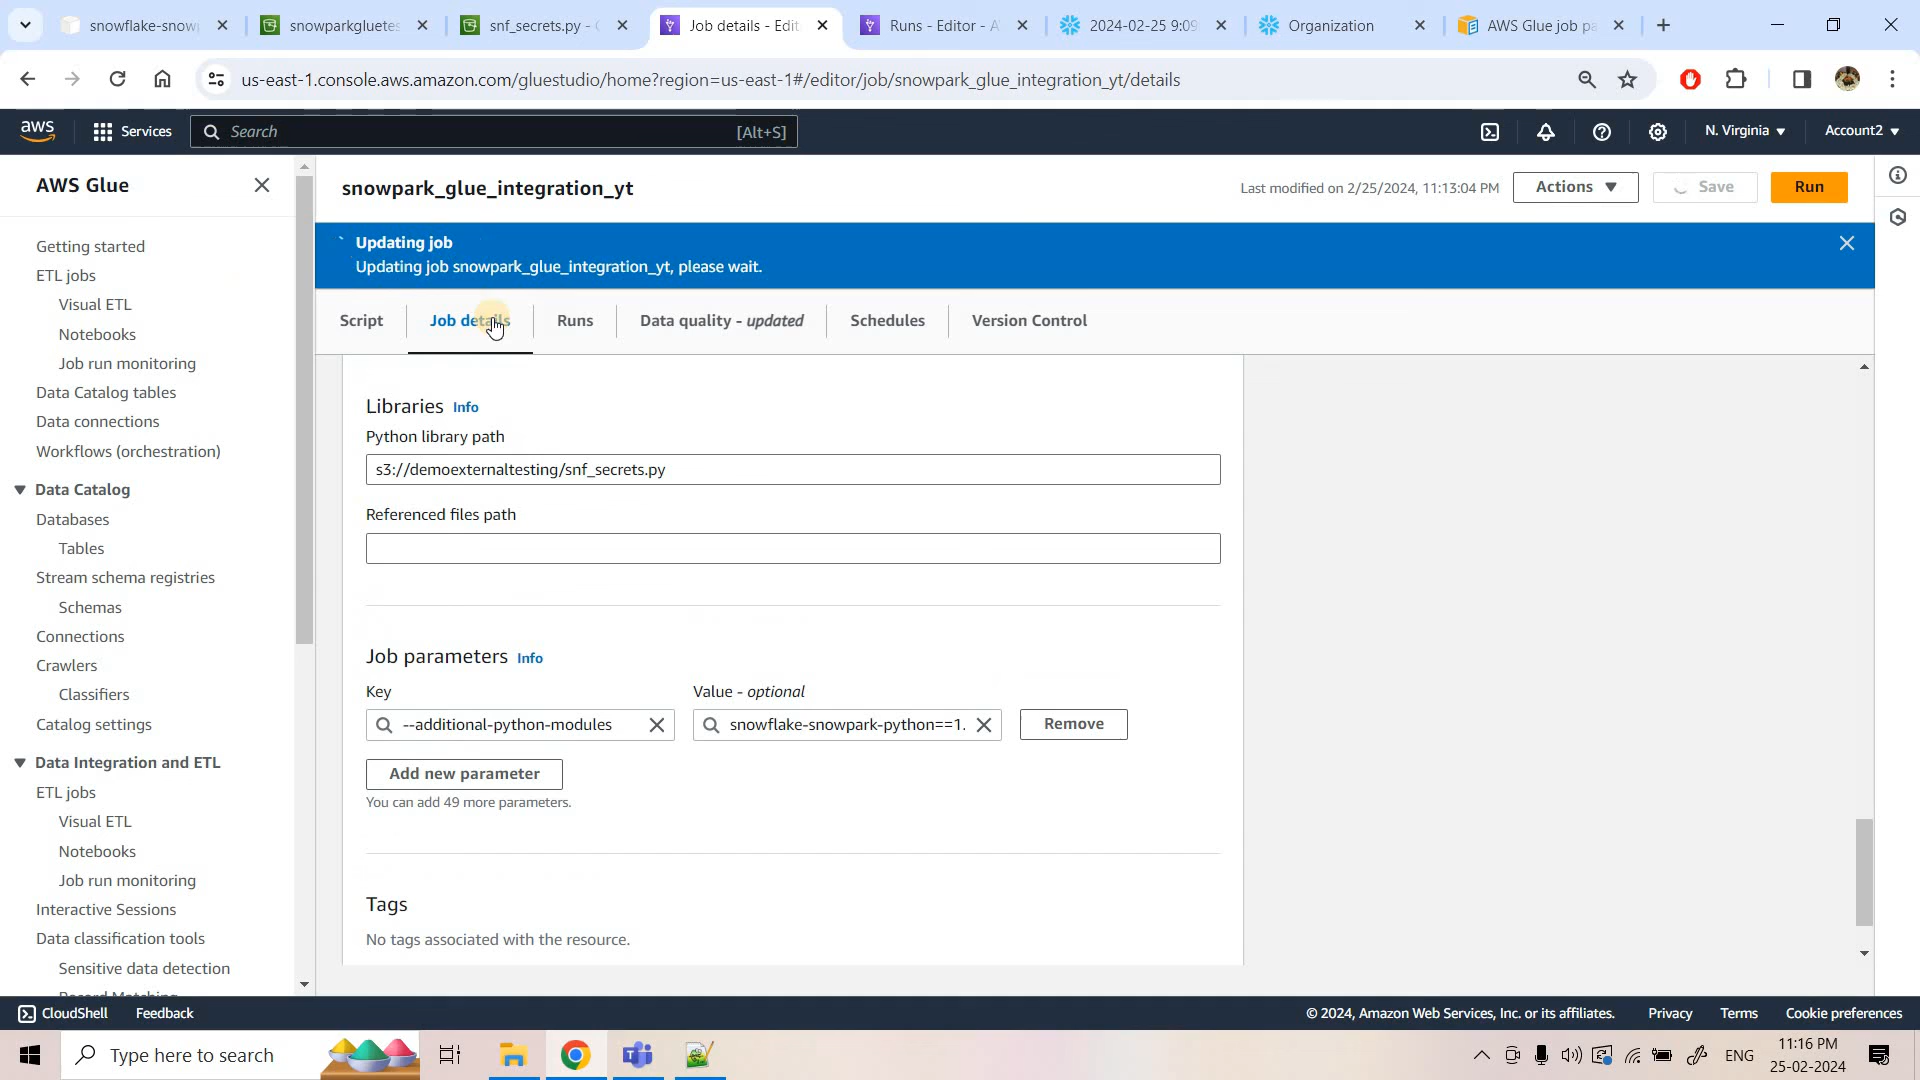 snowflake-snow
snowparkgluetes
snf_secrets.py -
Job details - Edit
Runs - Editor - A
2024-02-25 9:09
Organization
AWS Glue job pa
us-east-1.console.aws.amazon.com/gluestudio/home?region=us-east-1#/editor/job/snowpark_glue_integration_yt/details
aws
Services
Search
[Alt+S]
N. Virginia
Account2
AWS Glue
Getting started
ETL jobs
Visual ETL
Notebooks
Job run monitoring
Data Catalog tables
Data connections
Workflows (orchestration)
Data Catalog
Databases
Tables
Stream schema registries
Schemas
Connections
Crawlers
Classifiers
Catalog settings
Data Integration and ETL
ETL jobs
Visual ETL
Notebooks
Job run monitoring
Interactive Sessions
Data classification tools
Sensitive data detection
Record Matching
snowpark_glue_integration_yt
Last modified on 2/25/2024, 11:13:04 PM
Actions
Save
Run
Updating job
Updating job snowpark_glue_integration_yt, please wait.
Script
Job details
Runs
Data quality - updated
Schedules
Version Control
Libraries Info
Python library path
s3://demoexternaltesting/snf_secrets.py
Referenced files path
Job parameters Info
Key
Value - optional
--additional-python-modules
snowflake-snowpark-python==1.
Remove
Add new parameter
You can add 49 more parameters.
Tags
No tags associated with the resource.
CloudShell
Feedback
© 2024, Amazon Web Services, Inc. or its affiliates.
Privacy
Terms
Cookie preferences
Type here to search
ENG
11:16 PM
25-02-2024